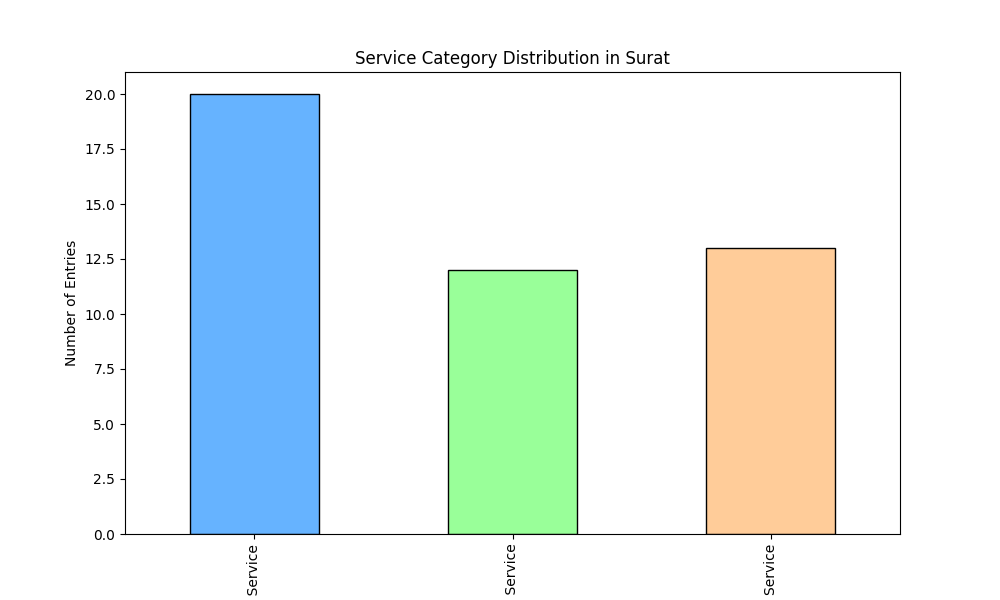 Service Category Distribution in Surat
Number of Entries
20.0
17.5
15.0
12.5
10.0
7.5
5.0
2.5
0.0
Service
Service
Service